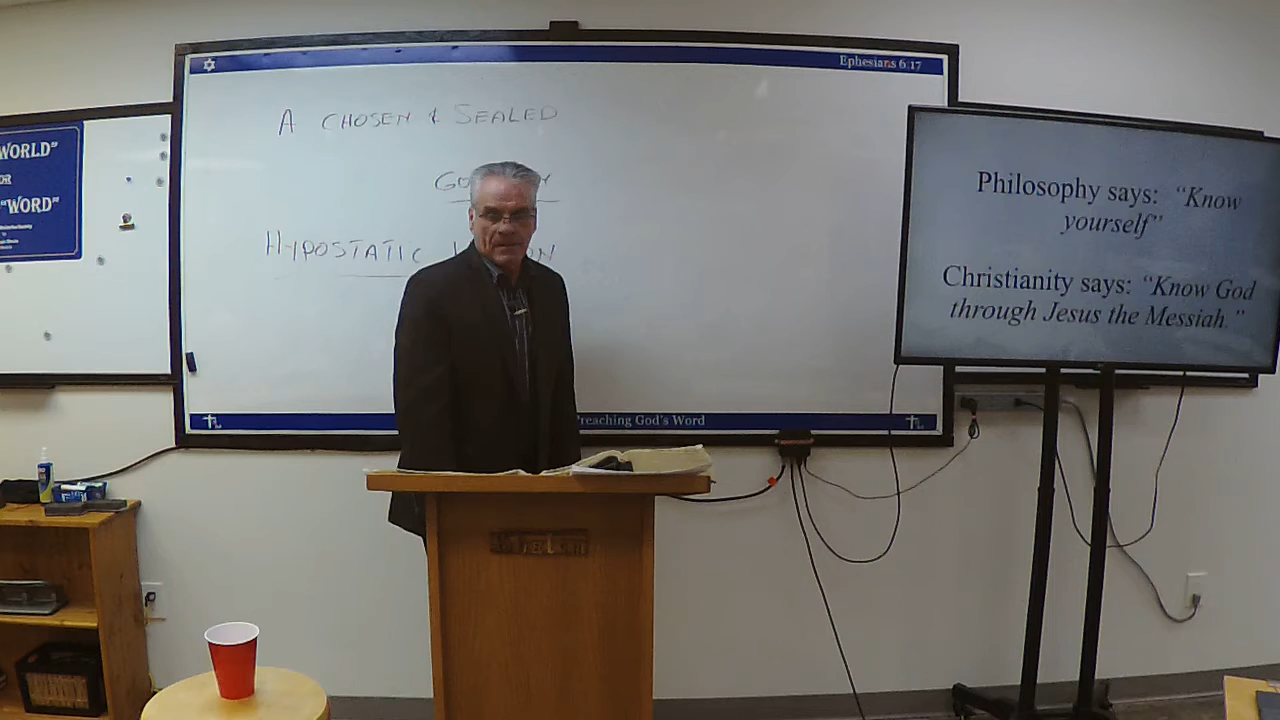 WORLD"
OR
"WORD"
Ephesians 6:17
A CHOSEN & SEALED
HYPOSTATIC
Preaching God's Word
Philosophy says: "Know
yourself"
Christianity says: "Know God
through Jesus the Messiah."